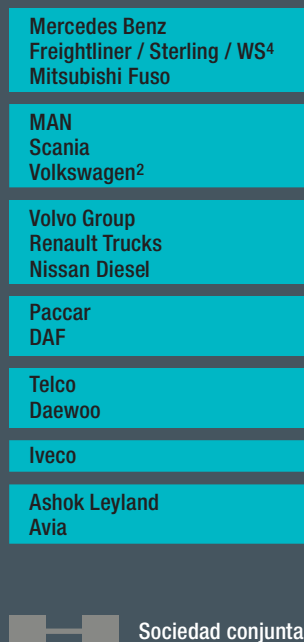 Mercedes Benz
Freightliner / Sterling / WS⁴
Mitsubishi Fuso
MAN
Scania
Volkswagen²
Volvo Group
Renault Trucks
Nissan Diesel
Paccar
DAF
Telco
Daewoo
Iveco
Ashok Leyland
Avia
Sociedad conjunta